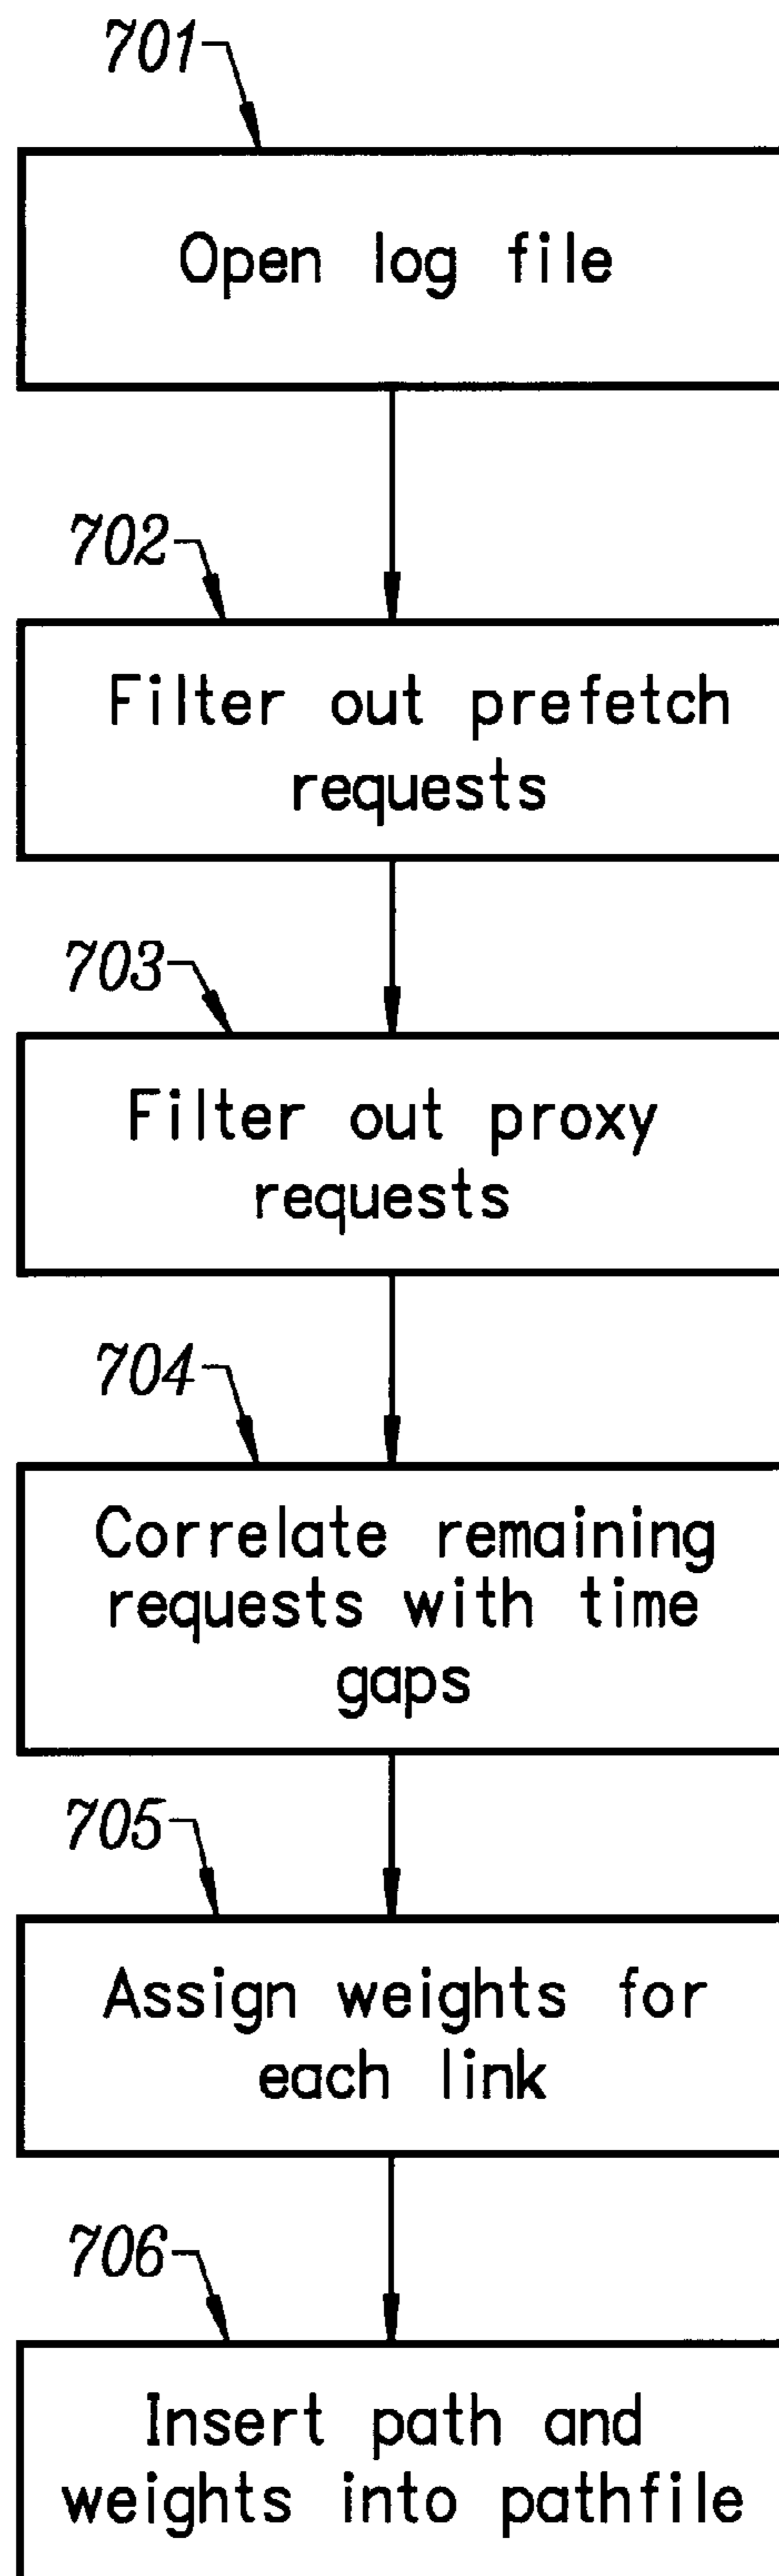 701
Open log file
702
Filter out prefetch
requests
703
Filter out proxy
requests
704
Correlate remaining
requests with time
gaps
705
Assign weights for
each link
706
Insert path and
weights into pathfile